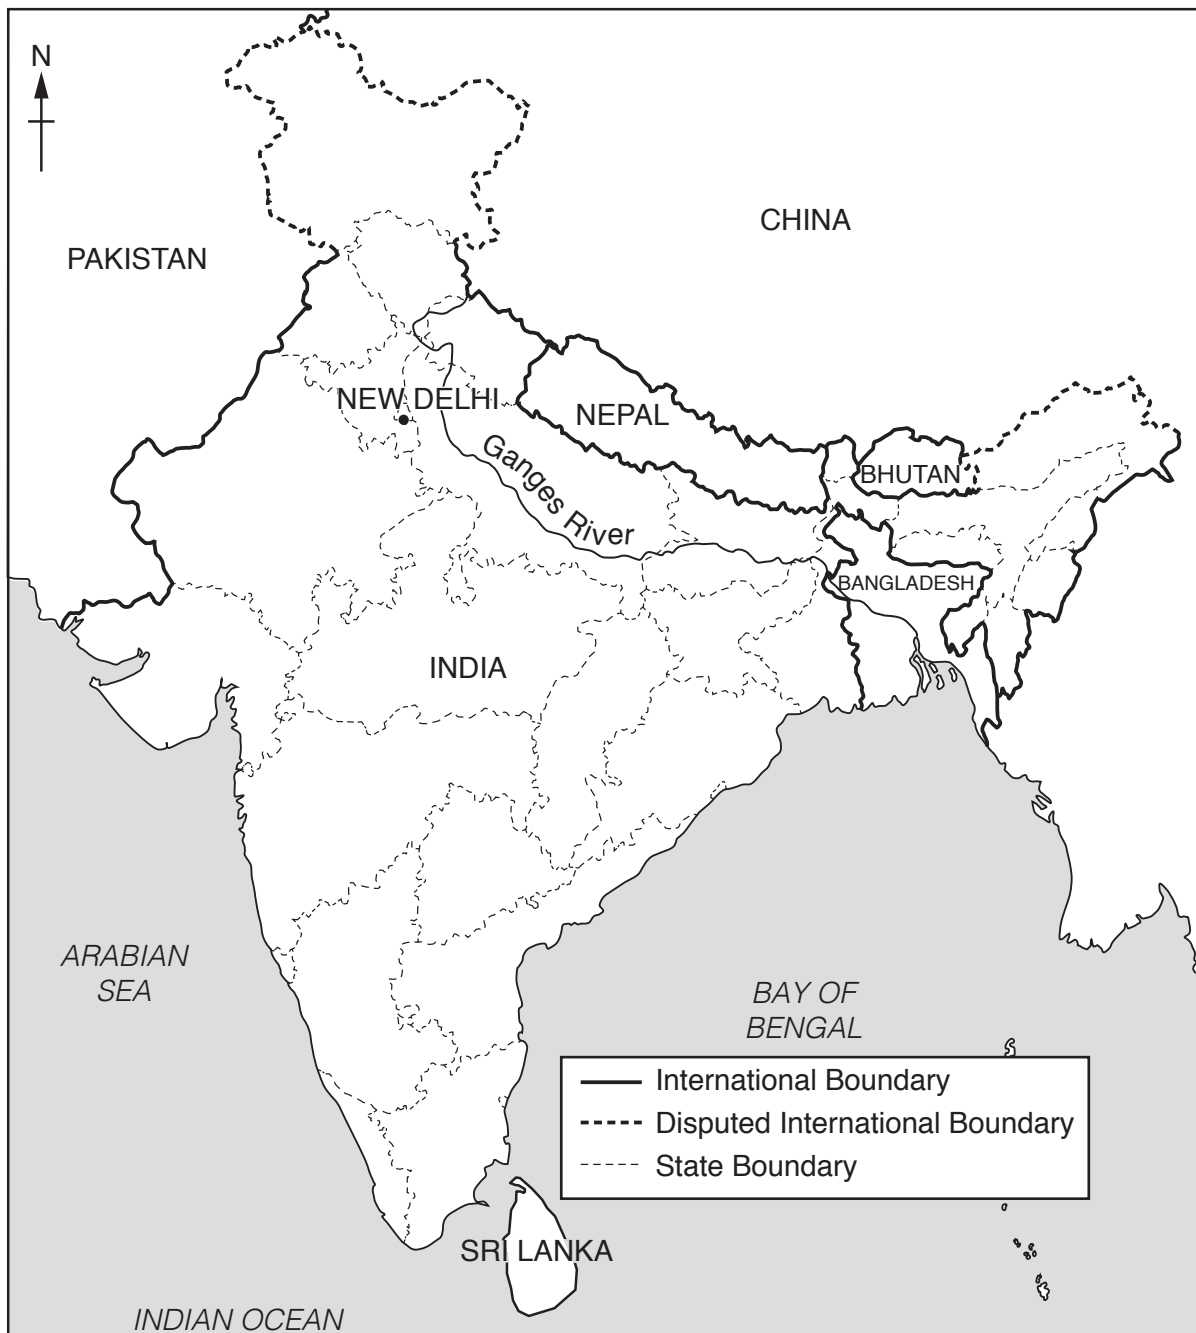 N
CHINA
PAKISTAN
NEW DELHI
NEPAL
Ganges River
BHUTAN
BANGLADESH
INDIA
ARABIAN
SEA
BAY OF
BENGAL
International Boundary
Disputed International Boundary
State Boundary
SRI LANKA
INDIAN OCEAN